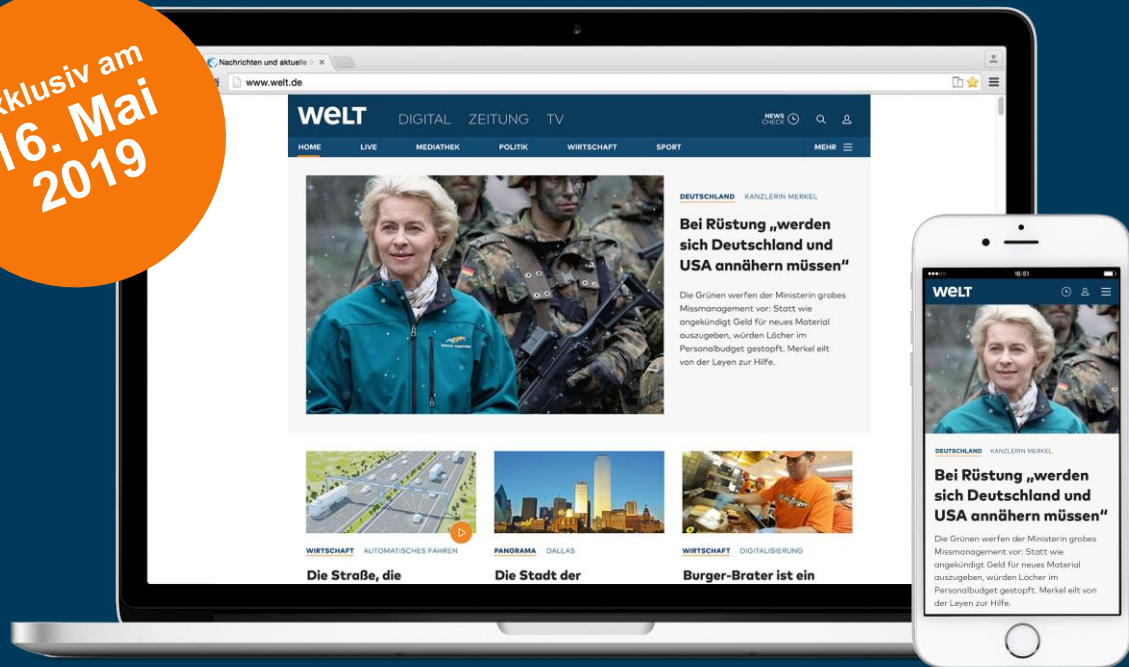 xklusiv am
16. Mai
2019
Nachrichten und aktuelle
www.welt.de
WELT DIGITAL ZEITUNG TV NEWS CHECK
HOME LIVE MEDIATHEK POLITIK WIRTSCHAFT SPORT MEHR
DEUTSCHLAND KANZLERIN MERKEL
Bei Rüstung „werden
sich Deutschland und
USA annähern müssen“
Die Grünen werfen der Ministerin grobes
Missmanagement vor: Statt wie
angekündigt Geld für neues Material
auszugeben, würden Löcher im
Personalbudget gestopft. Merkel eilt
von der Leyen zur Hilfe.
WIRTSCHAFT AUTOMATISCHES FAHREN
Die Straße, die
PANORAMA DALLAS
Die Stadt der
WIRTSCHAFT DIGITALISIERUNG
Burger-Brater ist ein
16:51
WELT
DEUTSCHLAND KANZLERIN MERKEL
Bei Rüstung „werden
sich Deutschland und
USA annähern müssen“
Die Grünen werfen der Ministerin grobes
Missmanagement vor: Statt wie
angekündigt Geld für neues Material
auszugeben, würden Löcher im
Personalbudget gestopft. Merkel eilt von
der Leyen zur Hilfe.